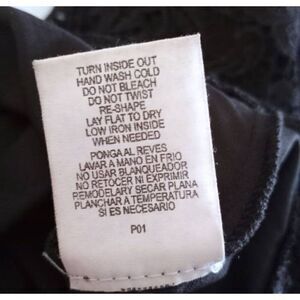 TURN INSIDE OUT
HAND WASH COLD
DO NOT BLEACH
DO NOT TWIST
RE-SHAPE
LAY FLAT TO DRY
LOW IRON INSIDE
WHEN NEEDED
PONGA AL REVES
LAVAR A MANO EN FRIO
NO USAR BLANQUEADOR
NO RETOCER NI EXPRIMIR
REMODELARY SECAR PLANA
PLANCHAR A TEMPERATURA
SI ES NECESARIO
P01